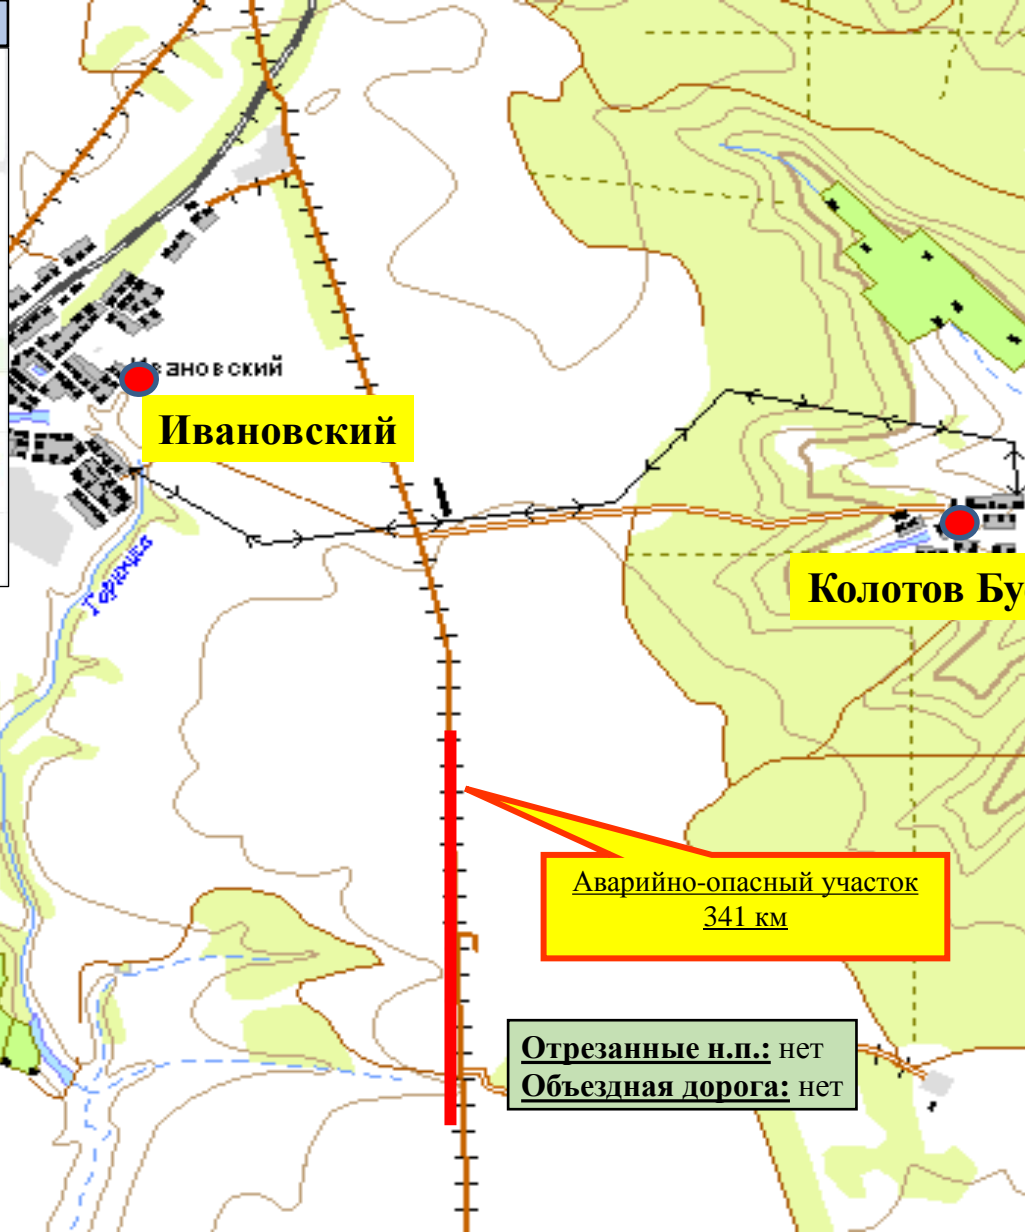 Ивановский
Ивановский
Колотов Бу
Аварийно-опасный участок
341 км
Отрезанные н.п.: нет
Объездная дорога: нет